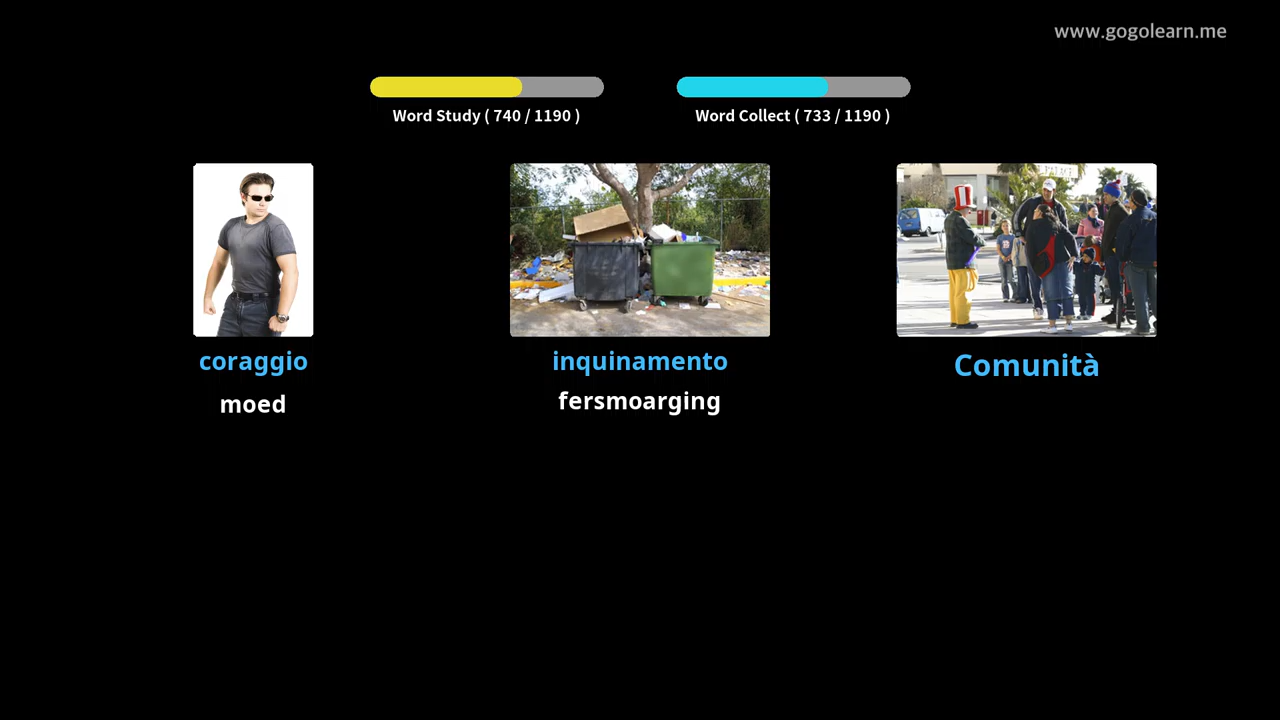 www.gogolearn.me
Word Study ( 740 / 1190 )
Word Collect ( 733 / 1190 )
coraggio
moed
inquinamento
fersmoarging
Comunità